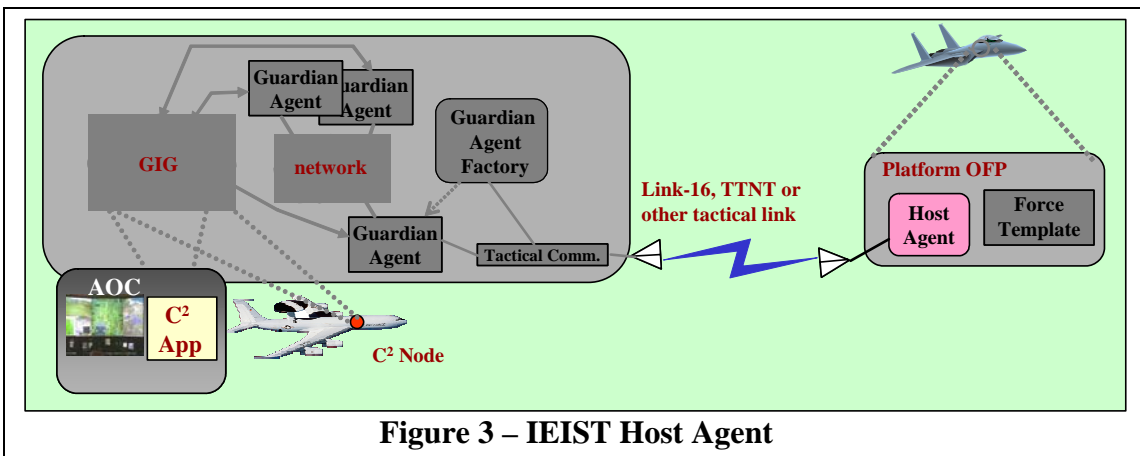 Guardian
Agent
uardian
Agent
Guardian
Agent
Factory
GIG
network
Guardian
Agent
Tactical Comm.
Link-16, TTNT or
other tactical link
Platform OFP
Host
Agent
Force
Template
AOC
C²
App
C² Node
Figure 3 – IEIST Host Agent